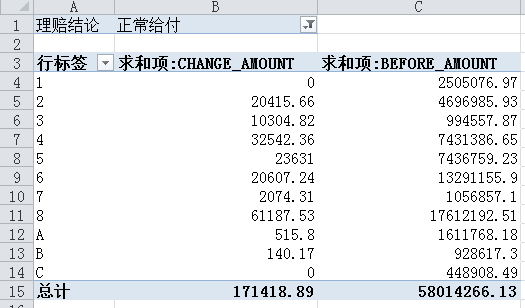 A B C
1 理赔结论 正常给付
2
3 行标签 求和项:CHANGE_AMOUNT 求和项:BEFORE_AMOUNT
4 1 0 2505076.97
5 2 20415.66 4696985.93
6 3 10304.82 994557.87
7 4 32542.36 7431386.65
8 5 23631 7436759.23
9 6 20607.24 13291155.9
10 7 2074.31 1056857.1
11 8 61187.53 17612192.51
12 A 515.8 1611768.18
13 B 140.17 928617.3
14 C 0 448908.49
15 总计 171418.89 58014266.13